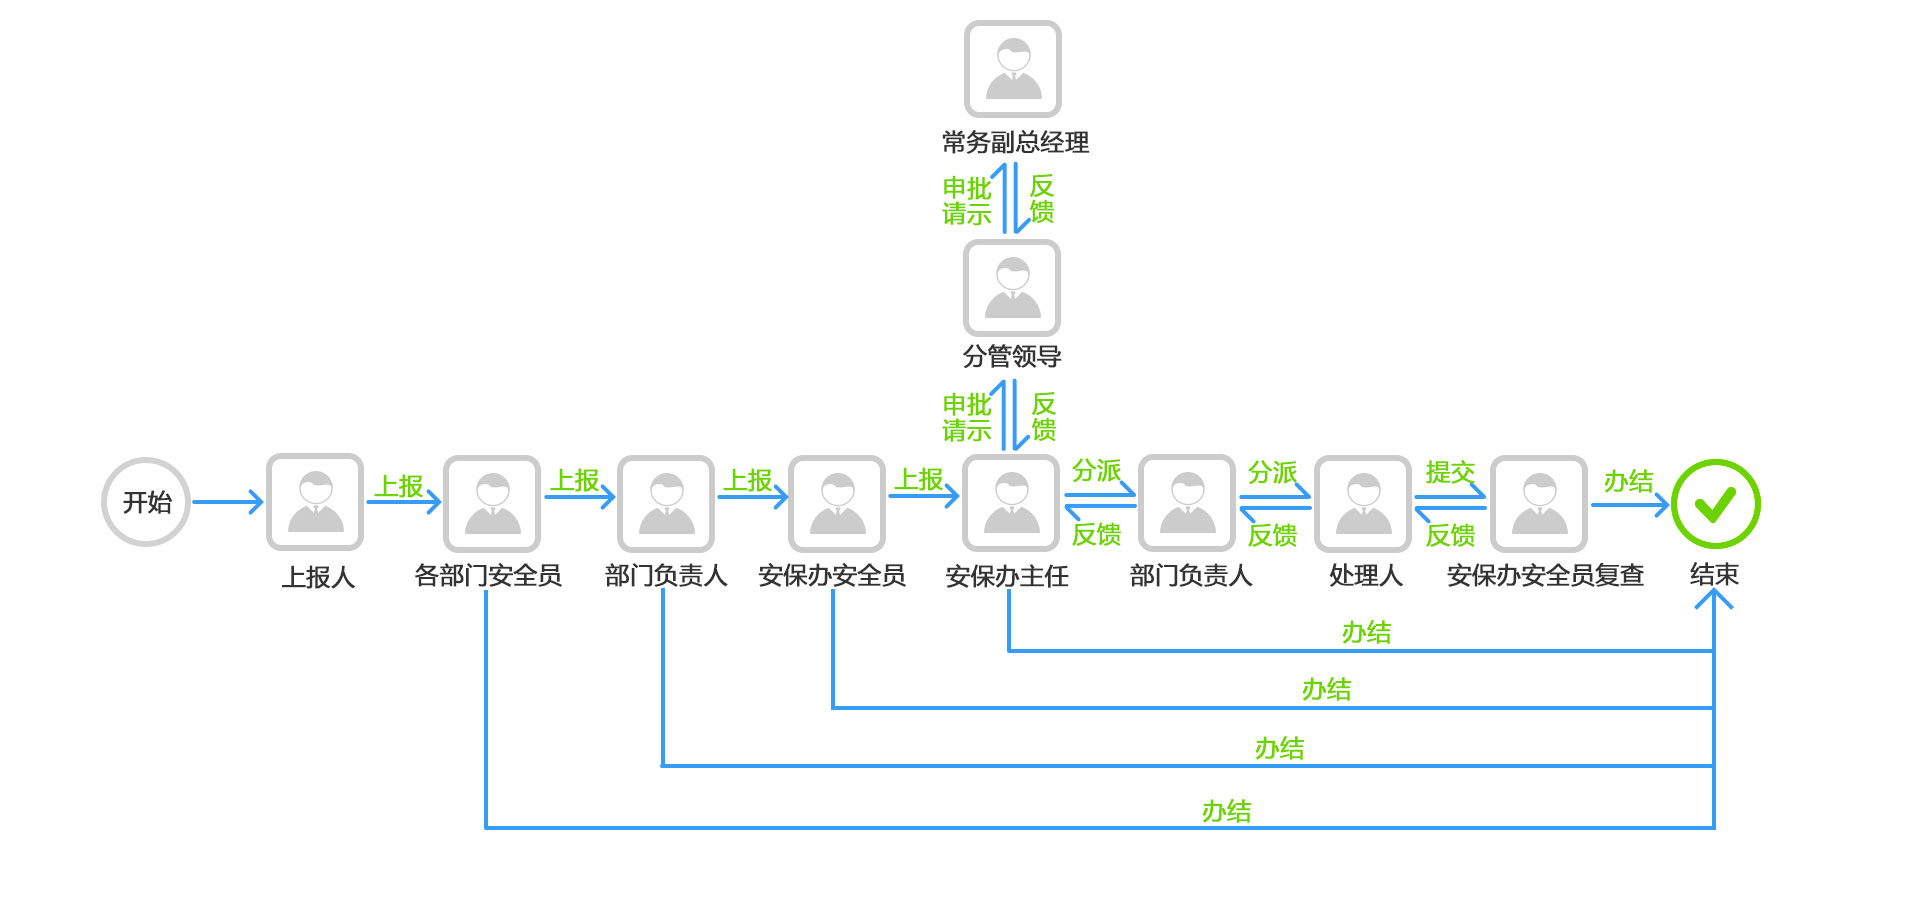 常务副总经理
申批
请示
反
馈
分管领导
申批
请示
反
馈
开始
上报
上报
上报
上报
分派
反馈
分派
反馈
提交
反馈
办结
上报人
各部门安全员
部门负责人
安保办安全员
安保办主任
部门负责人
处理人
安保办安全员复查
结束
办结
办结
办结
办结